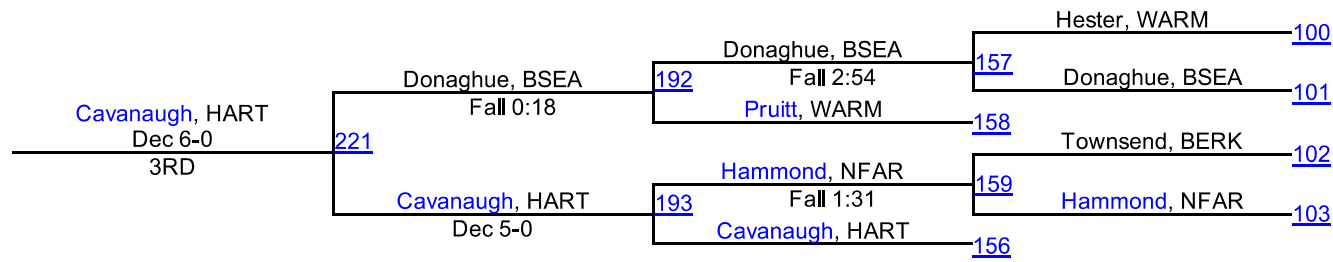 Hester, WARM
100
Donaghue, BSEA
157
Fall 2:54
Donaghue, BSEA
101
Donaghue, BSEA
192
Fall 0:18
Pruitt, WARM
158
Cavanaugh, HART
221
Dec 6-0
3RD
Townsend, BERK
102
Hammond, NFAR
159
Fall 1:31
Hammond, NFAR
103
Cavanaugh, HART
193
Dec 5-0
Cavanaugh, HART
156